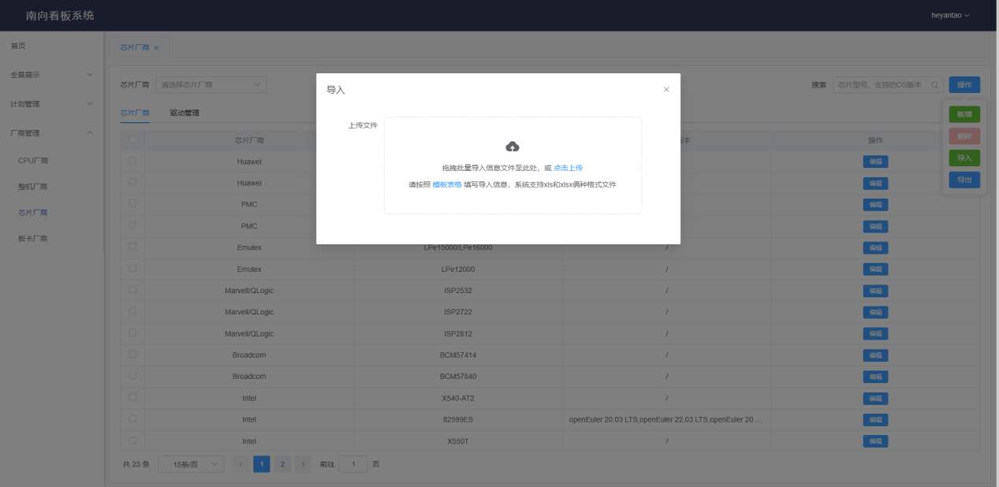 南向看板系统
heyantao
首页
全景展示
计划管理
厂商管理
CPU厂商
整机厂商
芯片厂商
板卡厂商
芯片厂商 ×
芯片厂商 请选择芯片厂商
搜索 芯片型号、支持的OS版本 操作
新增
删除
导入
导出
芯片厂商 驱动管理
导入 ×
上传文件
拖拽批量导入信息文件至此处，或 点击上传
请按照 模板表格 填写导入信息，系统支持xls和xlsx俩种格式文件
芯片厂商 本 操作
Huawei 编辑
Huawei 编辑
PMC 编辑
PMC 编辑
Emulex LPe15000/LPe16000 / 编辑
Emulex LPe12000 / 编辑
Marvell/QLogic ISP2532 / 编辑
Marvell/QLogic ISP2722 / 编辑
Marvell/QLogic ISP2812 / 编辑
Broadcom BCM57414 / 编辑
Broadcom BCM57840 / 编辑
Intel X540-AT2 / 编辑
Intel 82599ES openEuler 20.03 LTS,openEuler 22.03 LTS,openEuler 20.... 编辑
Intel X550T / 编辑
共 23 条 15条/页 < 1 2 > 前往 1 页